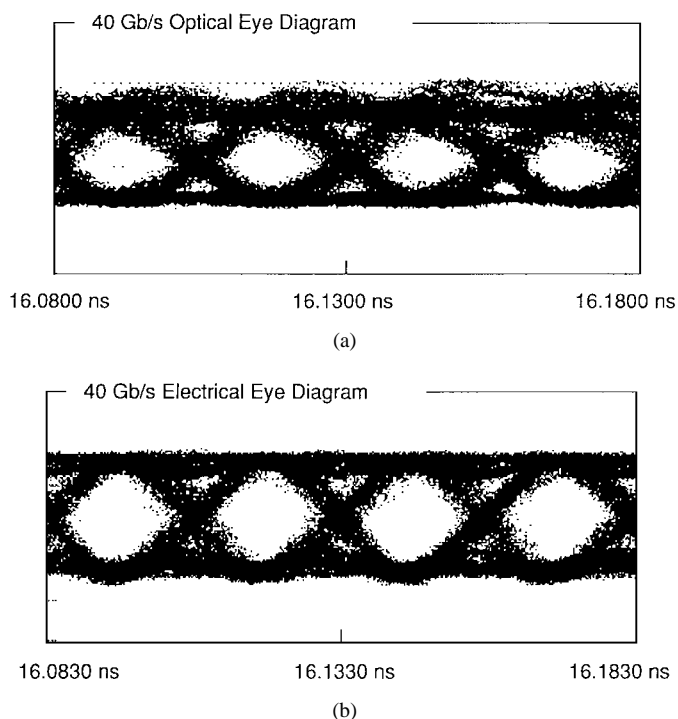 40 Gb/s Optical Eye Diagram
16.0800 ns 16.1300 ns 16.1800 ns
(a)
40 Gb/s Electrical Eye Diagram
16.0830 ns 16.1330 ns 16.1830 ns
(b)